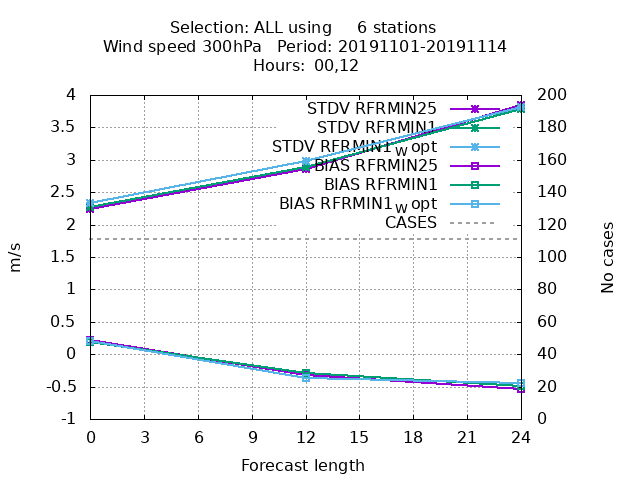 Selection: ALL using 6 stations
Wind speed 300hPa Period: 20191101-20191114
Hours: 00,12
4 200
STDV RFRMIN25
3.5 180
STDV RFRMIN1
STDV RFRMIN1_W opt
3 160
BIAS RFRMIN25
BIAS RFRMIN1
2.5 140
BIAS RFRMIN1_W opt
2 120
CASES
m/s
No cases
1.5 100
1 80
0.5 60
0 40
-0.5 20
-1 0
0 3 6 9 12 15 18 21 24
Forecast length